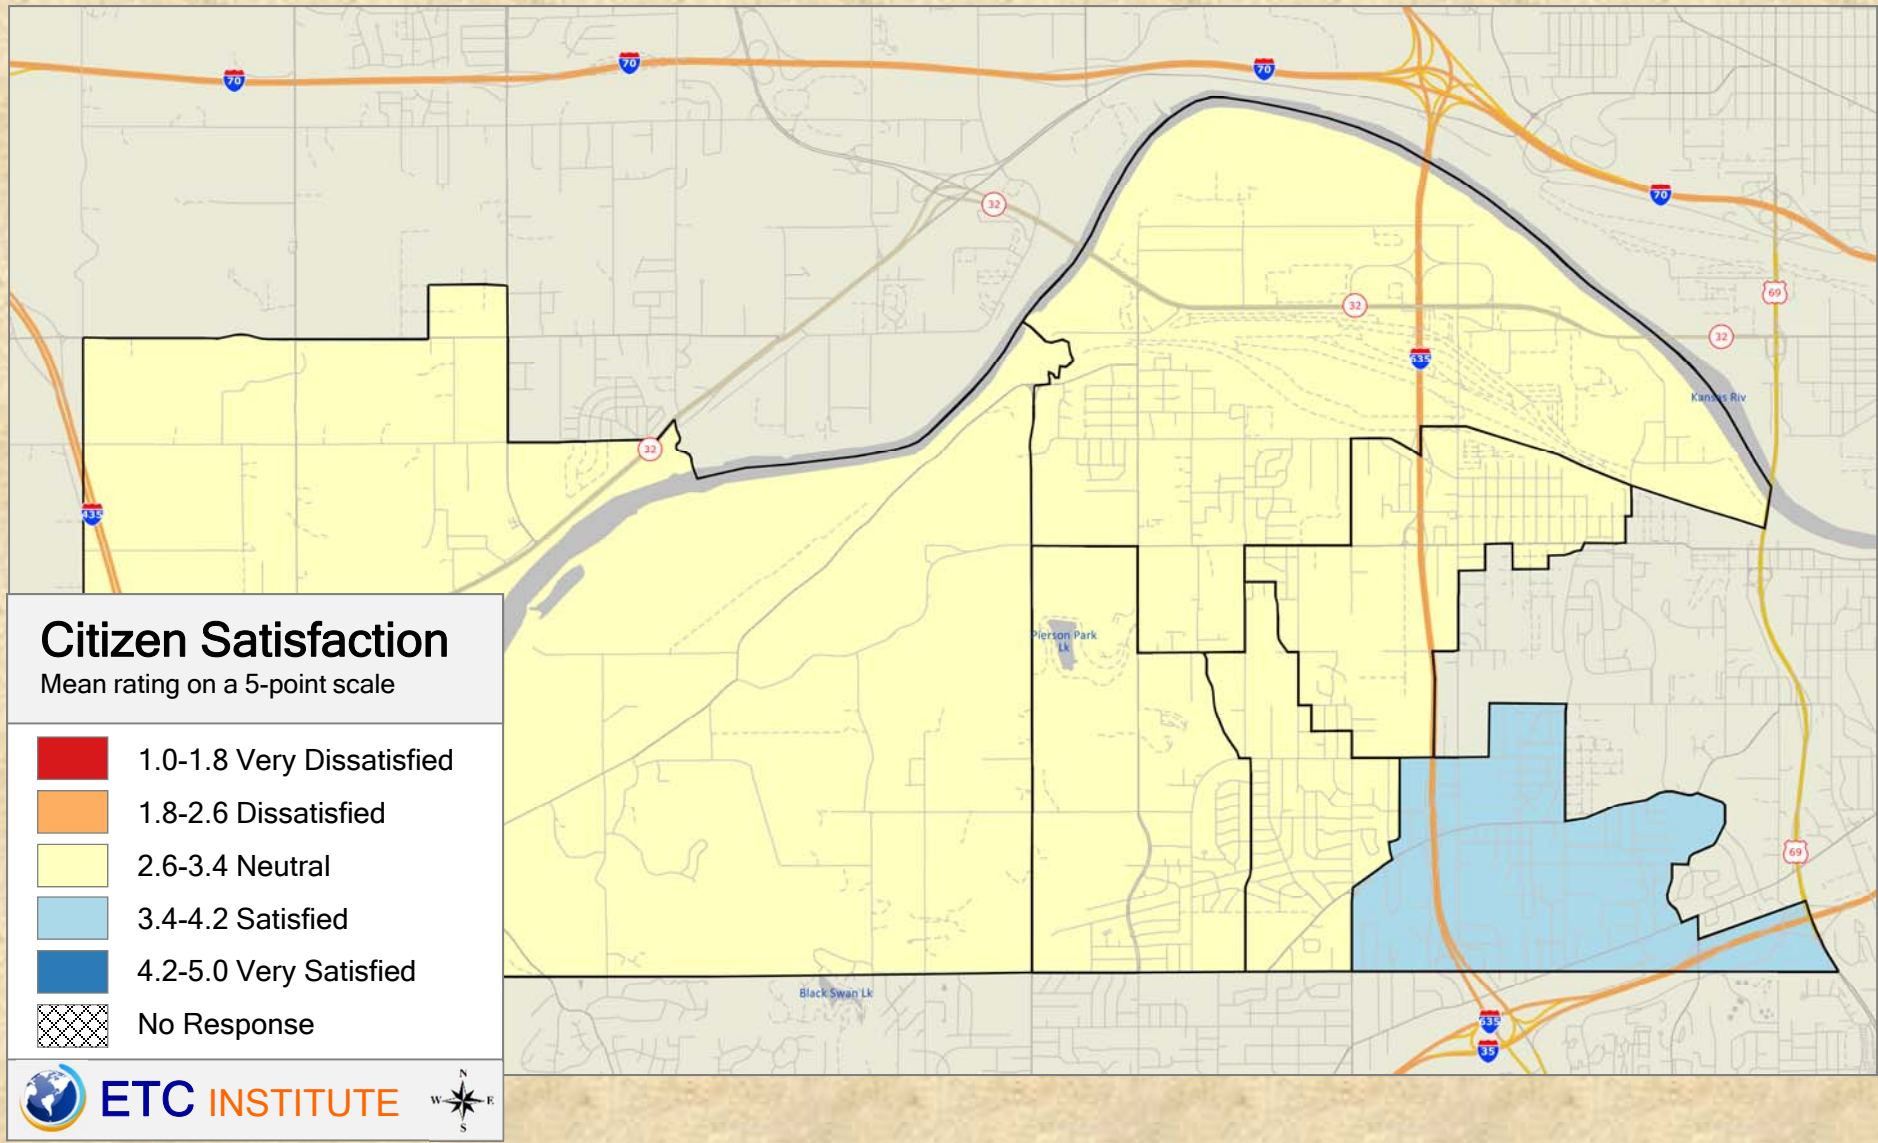 70
70
70
70
32
69
32
32
635
Kansas Riv
32
435
Citizen Satisfaction
Mean rating on a 5-point scale
Pierson Park
Lk
1.0-1.8 Very Dissatisfied
1.8-2.6 Dissatisfied
2.6-3.4 Neutral
69
3.4-4.2 Satisfied
4.2-5.0 Very Satisfied
Black Swan Lk
No Response
635
35
ETC INSTITUTE
N
W E
S